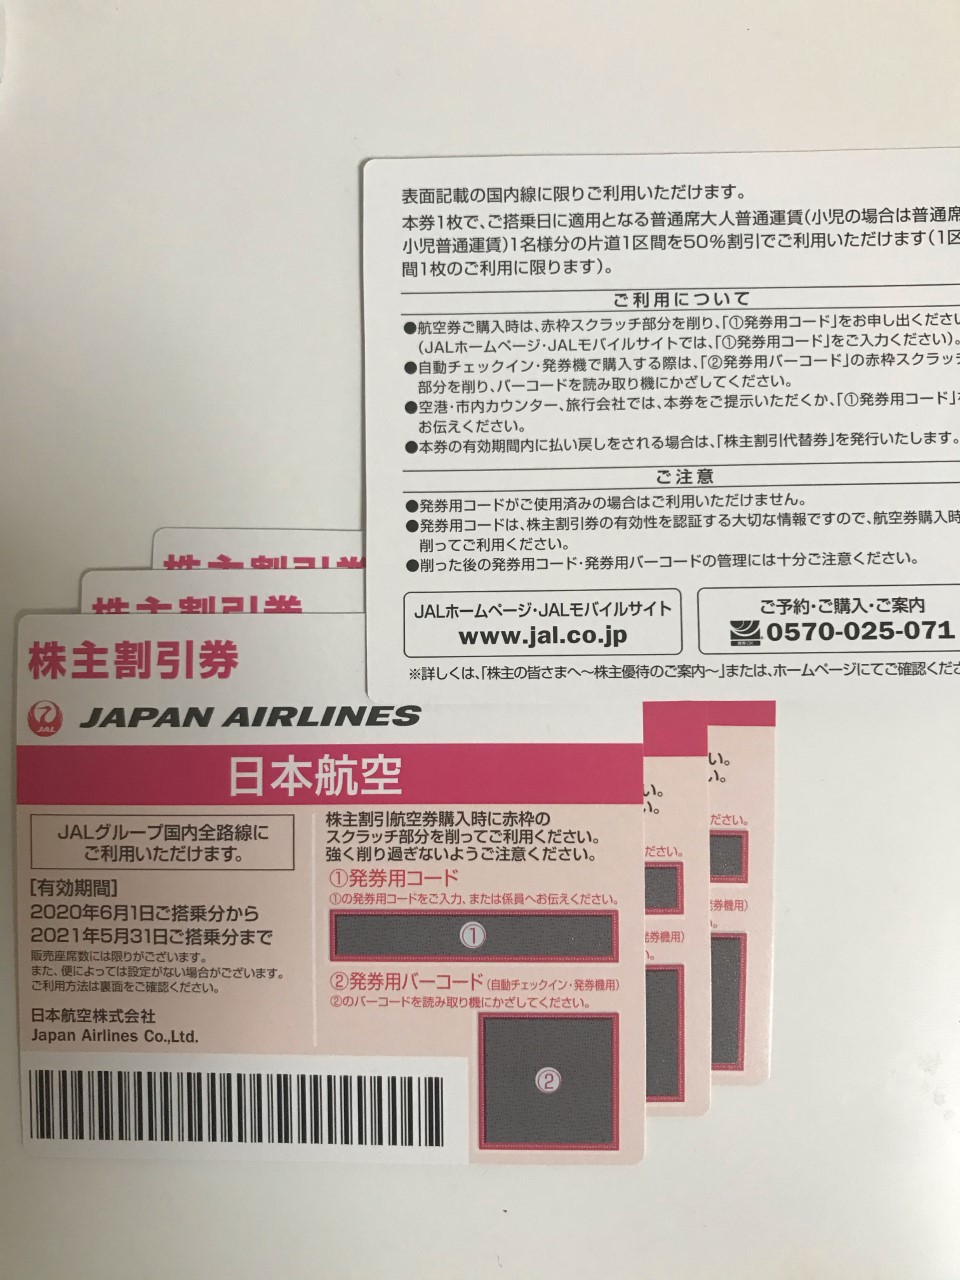 表面記載の国内線に限りご利用いただけます。
本券1枚で、ご搭乗日に適用となる普通席大人普通運賃(小児の場合は普通席
小児普通運賃)1名様分の片道1区間を50%割引でご利用いただけます(1区
間1枚のご利用に限ります)。
ご利用について
●航空券ご購入時は、赤枠スクラッチ部分を削り、「①発券用コード」をお申し出ください
(JALホームページ・JALモバイルサイトでは、「①発券用コード」をご入力ください)。
●自動チェックイン・発券機で購入する際は、「②発券用バーコード」の赤枠スクラッチ
部分を削り、バーコードを読み取り機にかざしてください。
●空港・市内カウンター、旅行会社では、本券をご提示いただくか、「①発券用コード」を
お伝えください。
●本券の有効期間内に払い戻しをされる場合は、「株主割引代替券」を発行いたします。
ご注意
●発券用コードがご使用済みの場合はご利用いただけません。
●発券用コードは、株主割引券の有効性を認証する大切な情報ですので、航空券購入時
削ってご利用ください。
●削った後の発券用コード・発券用バーコードの管理には十分ご注意ください。
JALホームページ・JALモバイルサイト
www.jal.co.jp
ご予約・ご購入・ご案内
0570-025-071
※詳しくは、「株主の皆さまへ〜株主優待のご案内〜」または、ホームページにてご確認くださ
株主割引券
株主割引券
株主割引券
JAL
JAPAN AIRLINES
日本航空
JALグループ国内全路線に
ご利用いただけます。
[有効期間]
2020年6月1日ご搭乗分から
2021年5月31日ご搭乗分まで
販売座席数には限りがございます。
また、便によっては設定がない場合がございます。
ご利用方法は裏面をご確認ください。
日本航空株式会社
Japan Airlines Co.,Ltd.
株主割引航空券購入時に赤枠の
スクラッチ部分を削ってご利用ください。
強く削り過ぎないようご注意ください。
①発券用コード
①の発券用コードをご入力、または係員へお伝えください。
①
②発券用バーコード(自動チェックイン・発券機用)
②のバーコードを読み取り機にかざしてください。
②
い。
い。
ださい。
発券機用)
い。
い。
い。
ださい。
発券機用)
い。